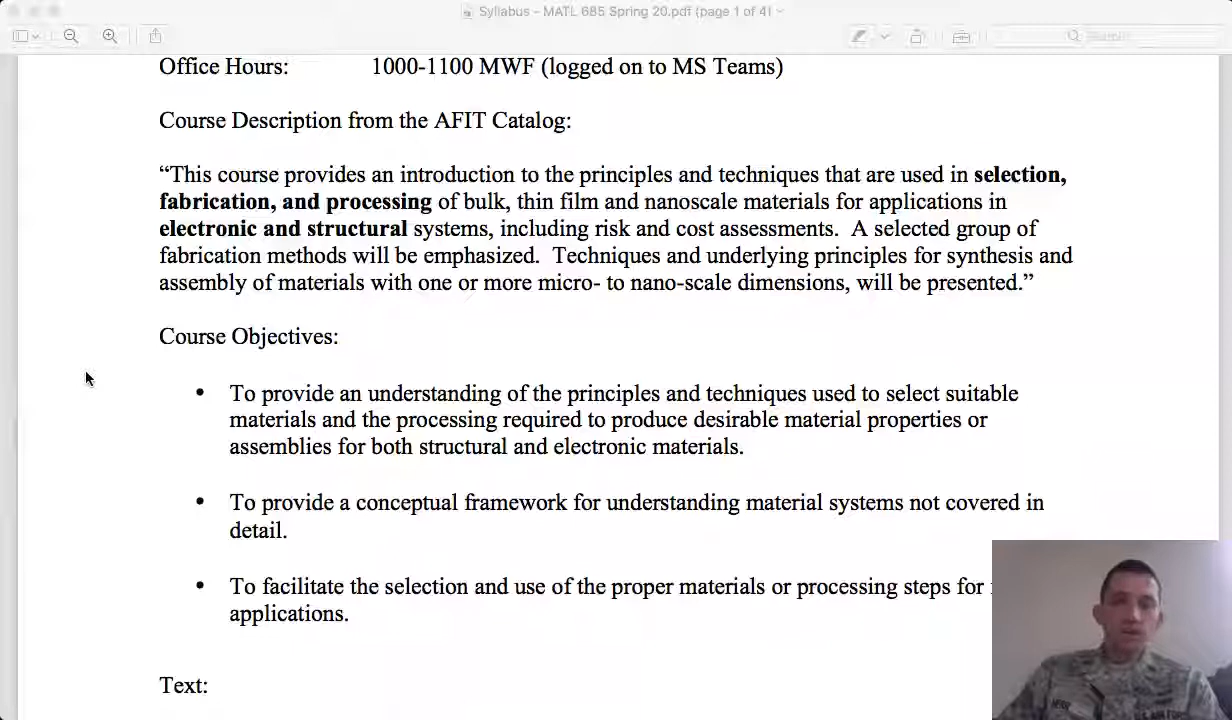 Syllabus - MATL 685 Spring 20.pdf (page 1 of 4)
Search
Office Hours: 1000-1100 MWF (logged on to MS Teams)
Course Description from the AFIT Catalog:
“This course provides an introduction to the principles and techniques that are used in selection,
fabrication, and processing of bulk, thin film and nanoscale materials for applications in
electronic and structural systems, including risk and cost assessments.  A selected group of
fabrication methods will be emphasized.  Techniques and underlying principles for synthesis and
assembly of materials with one or more micro- to nano-scale dimensions, will be presented.”
Course Objectives:
• To provide an understanding of the principles and techniques used to select suitable
materials and the processing required to produce desirable material properties or
assemblies for both structural and electronic materials.
• To provide a conceptual framework for understanding material systems not covered in
detail.
• To facilitate the selection and use of the proper materials or processing steps for
applications.
Text: